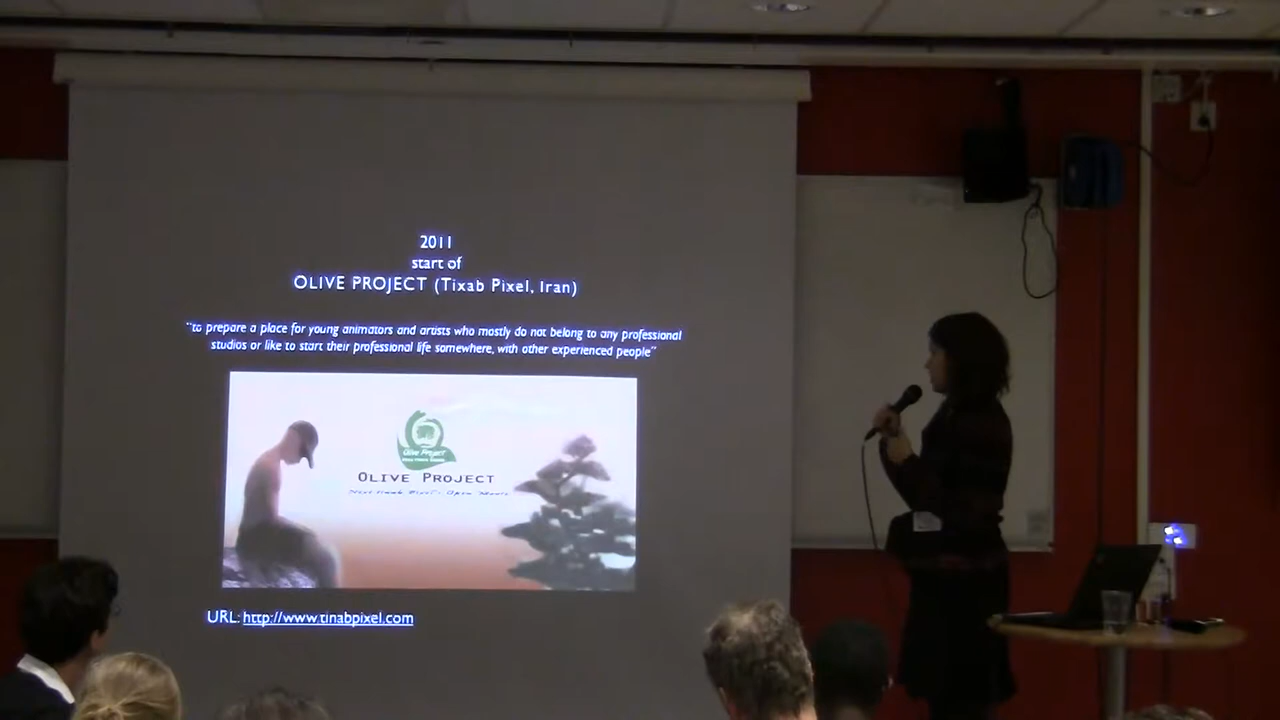 2011
start of
OLIVE PROJECT (Tixab Pixel, Iran)
"to prepare a place for young animators and artists who mostly do not belong to any professional
studios or like to start their professional life somewhere, with other experienced people"
Olive Project
OLIVE PROJECT
URL: http://www.tinabpixel.com